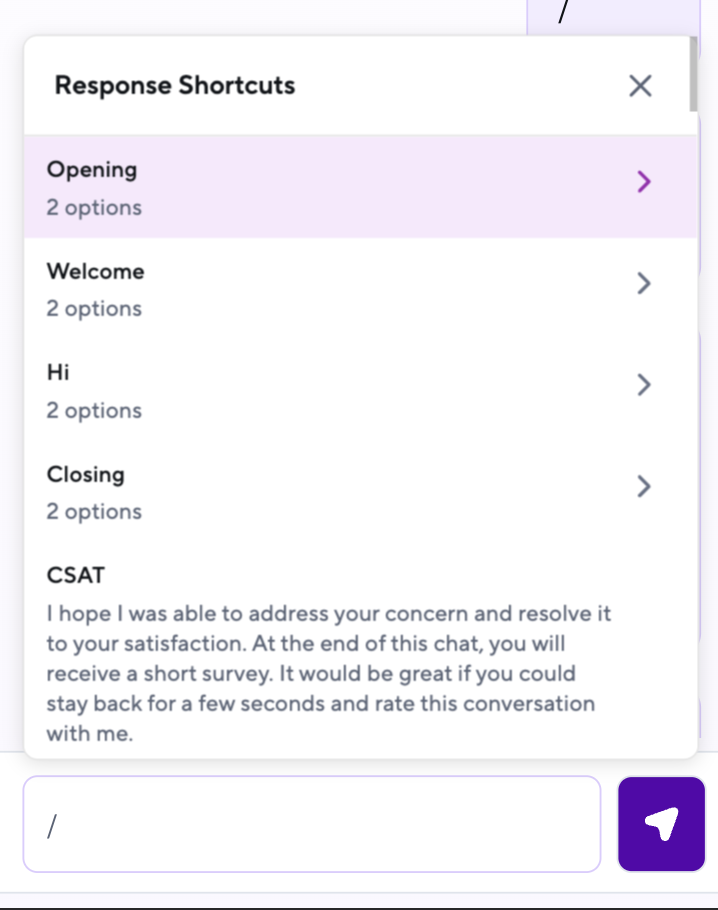 /
Response Shortcuts
Opening
2 options
Welcome
2 options
Hi
2 options
Closing
2 options
CSAT
I hope I was able to address your concern and resolve it
to your satisfaction. At the end of this chat, you will
receive a short survey. It would be great if you could
stay back for a few seconds and rate this conversation
with me.
/